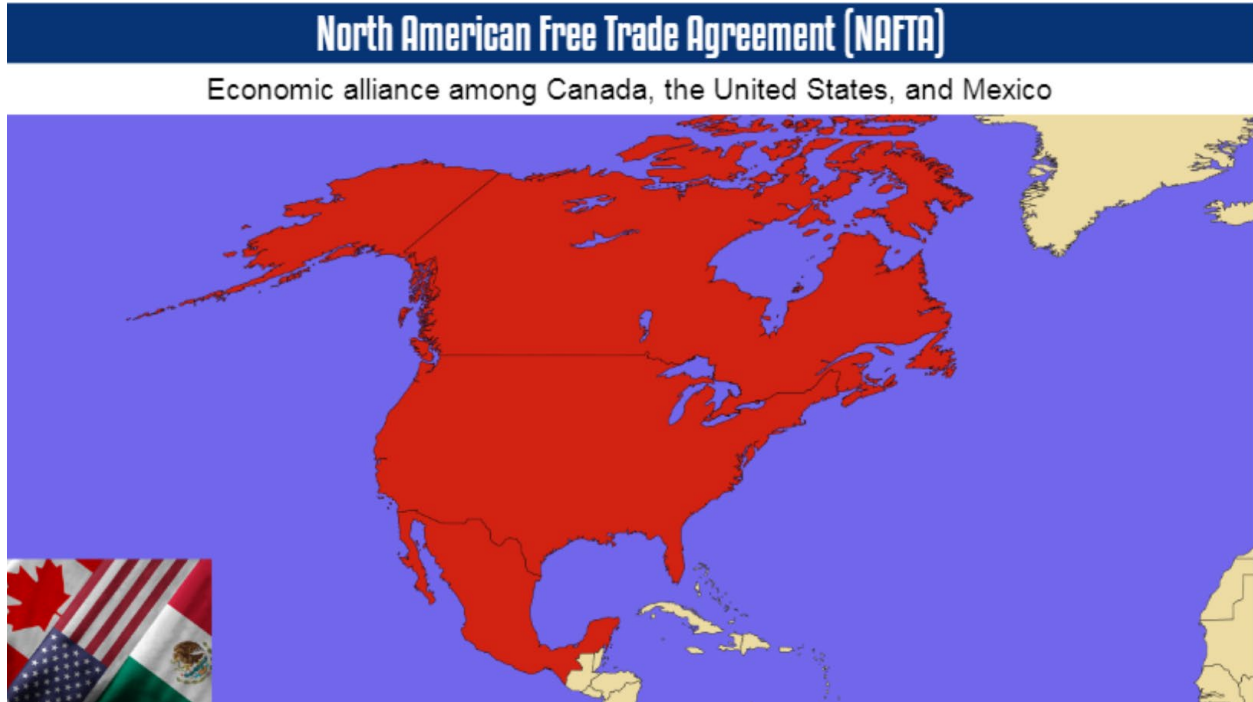 North American Free Trade Agreement (NAFTA)
Economic alliance among Canada, the United States, and Mexico